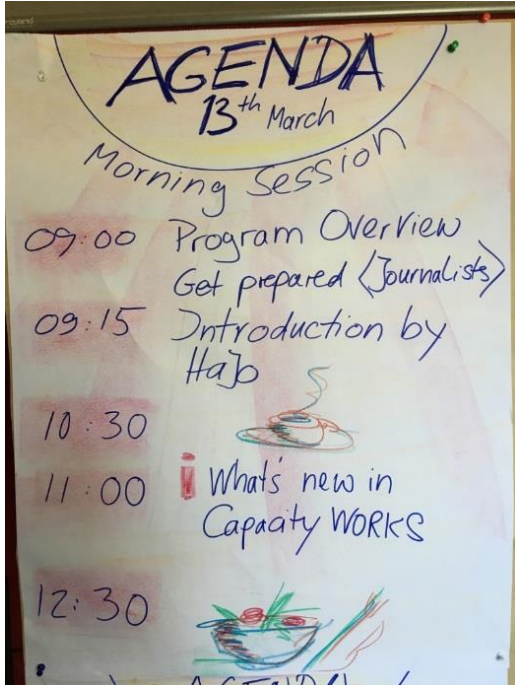 AGENDA
13th March
Morning Session
09:00 Program Overview
Get prepared <Journalists>
09:15 Introduction by
HaJo
10:30
11:00 i What's new in
Capacity WORKS
12:30
AGENDA